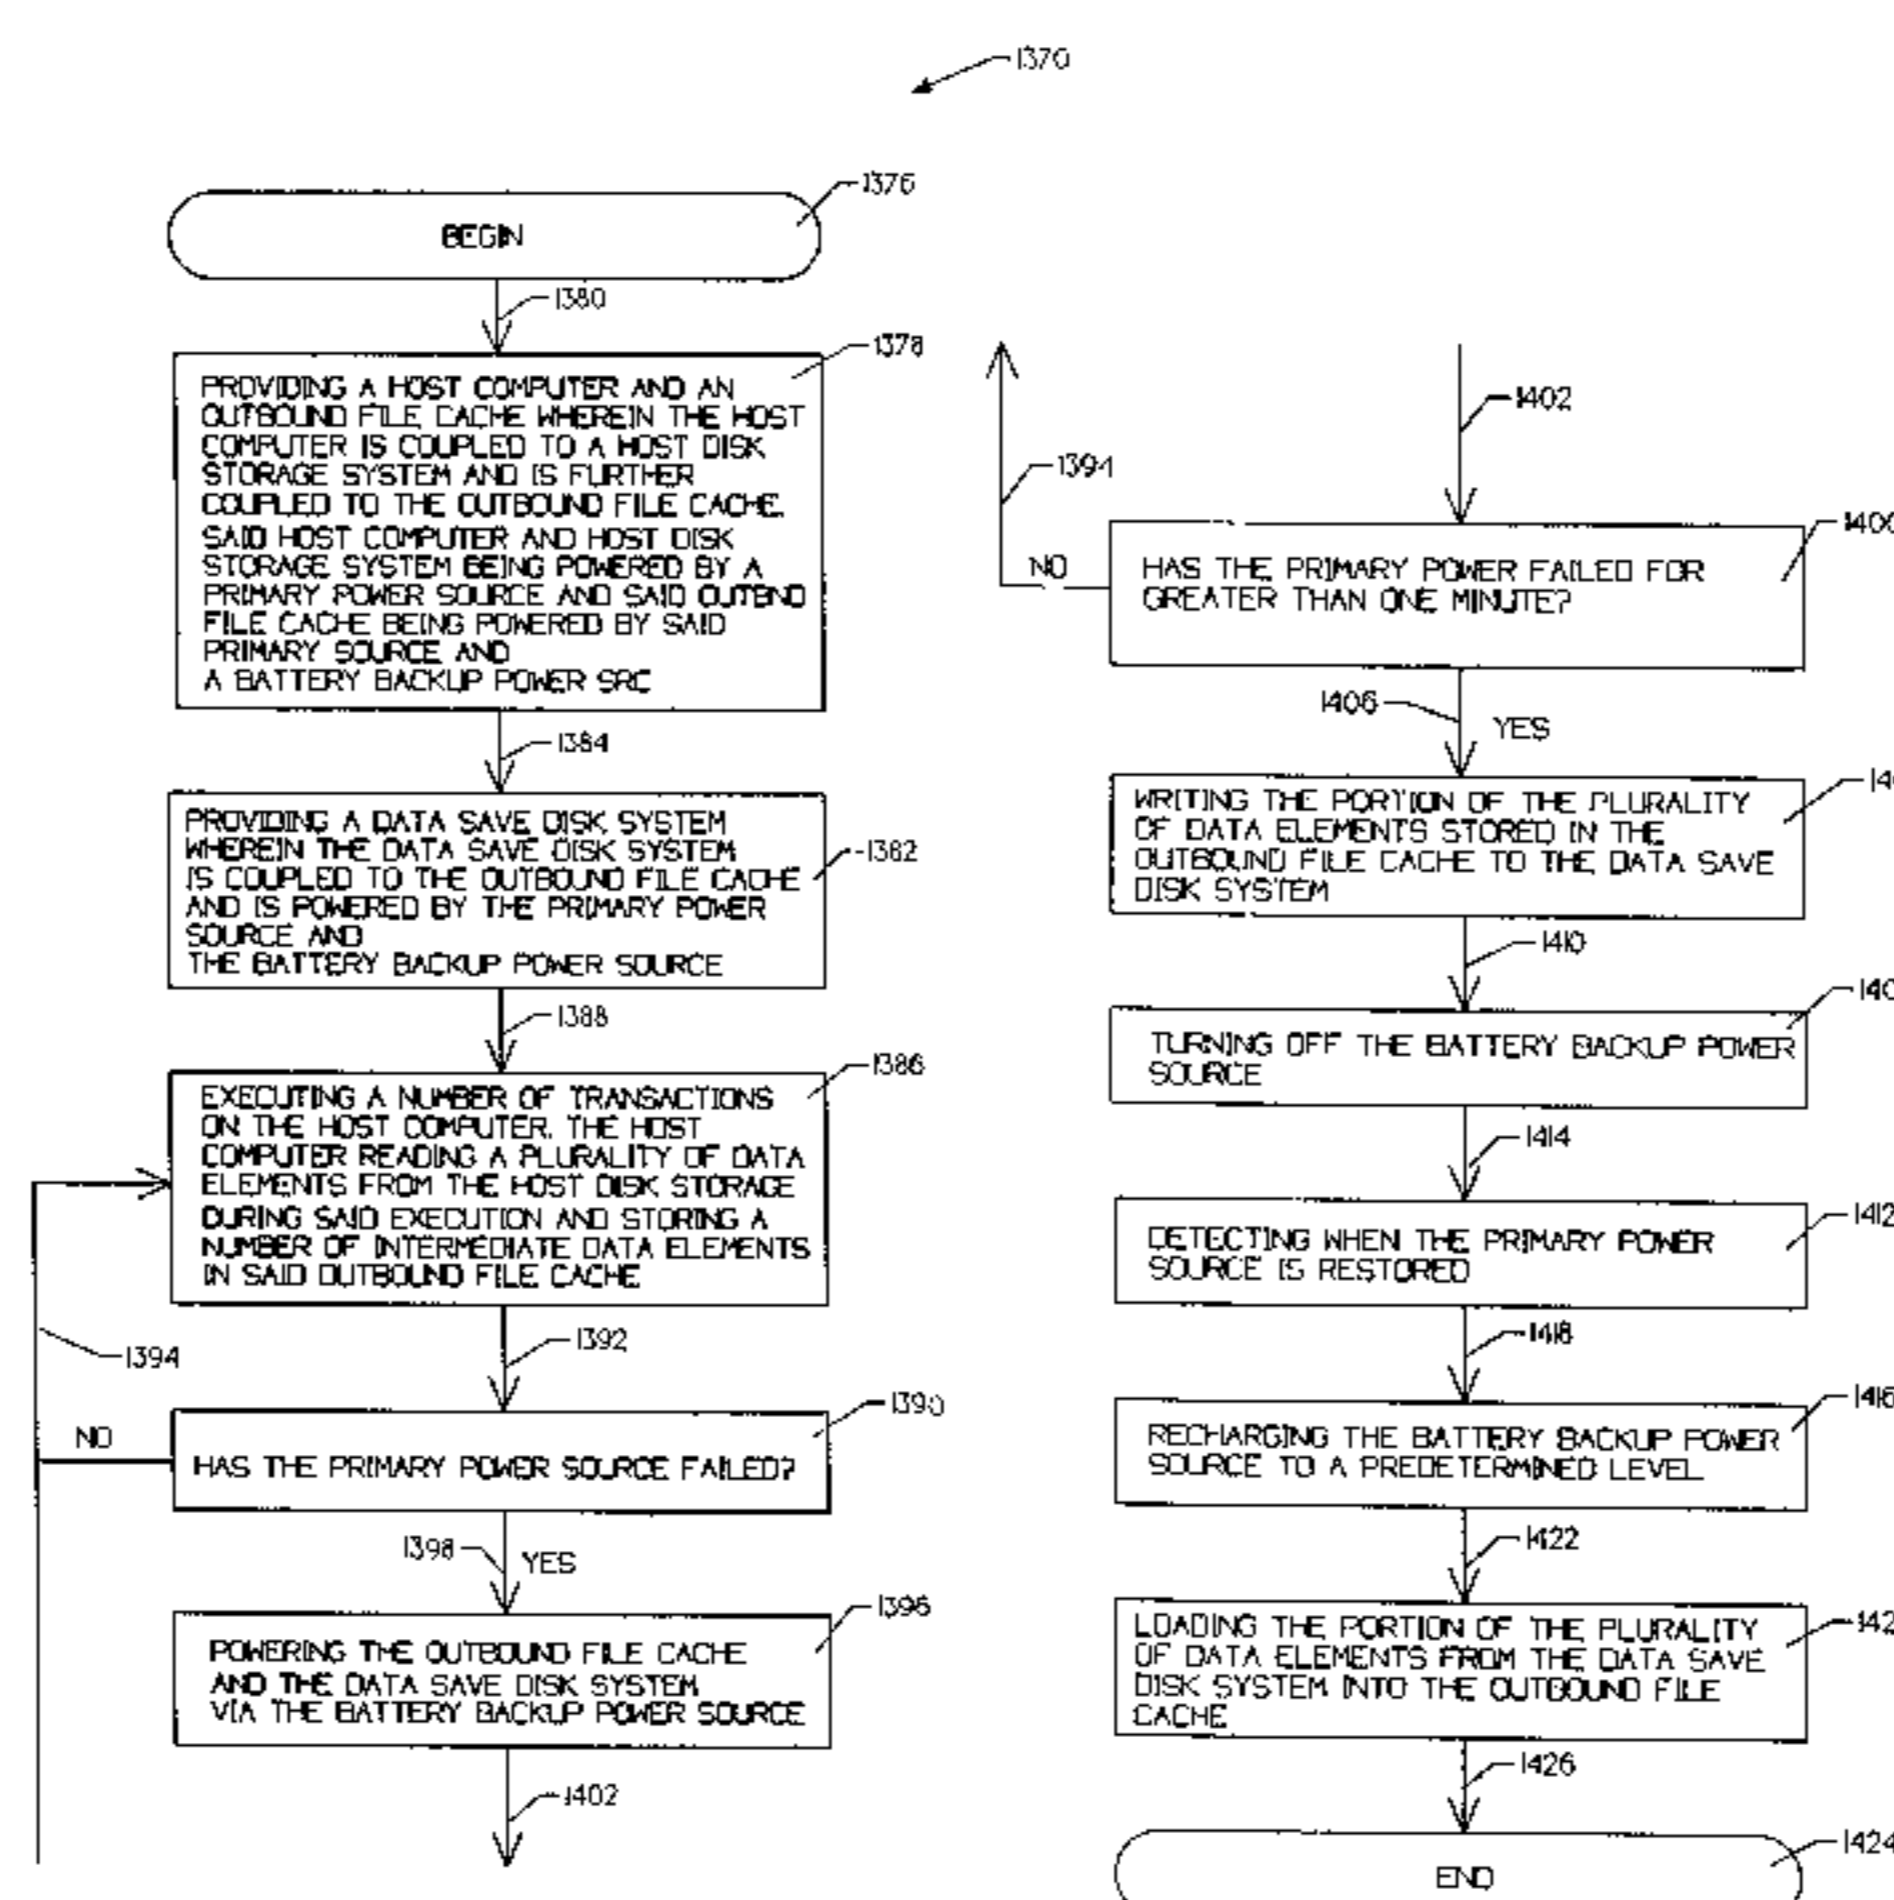 1370
1376
BEGIN
1380
1378
PROVIDING A HOST COMPUTER AND AN
OUTBOUND FILE CACHE WHEREIN THE HOST
COMPUTER IS COUPLED TO A HOST DISK
STORAGE SYSTEM AND IS FURTHER
COUPLED TO THE OUTBOUND FILE CACHE,
SAID HOST COMPUTER AND HOST DISK
STORAGE SYSTEM BEING POWERED BY A
PRIMARY POWER SOURCE AND SAID OUTBND
FILE CACHE BEING POWERED BY SAID
PRIMARY SOURCE AND
A BATTERY BACKUP POWER SRC
1384
PROVIDING A DATA SAVE DISK SYSTEM
WHEREIN THE DATA SAVE DISK SYSTEM
IS COUPLED TO THE OUTBOUND FILE CACHE
AND IS POWERED BY THE PRIMARY POWER
SOURCE AND
THE BATTERY BACKUP POWER SOURCE
1382
1388
1386
EXECUTING A NUMBER OF TRANSACTIONS
ON THE HOST COMPUTER, THE HOST
COMPUTER READING A PLURALITY OF DATA
ELEMENTS FROM THE HOST DISK STORAGE
DURING SAID EXECUTION AND STORING A
NUMBER OF INTERMEDIATE DATA ELEMENTS
IN SAID OUTBOUND FILE CACHE
1392
1394
1390
NO
HAS THE PRIMARY POWER SOURCE FAILED?
1398
YES
1396
POWERING THE OUTBOUND FILE CACHE
AND THE DATA SAVE DISK SYSTEM
VIA THE BATTERY BACKUP POWER SOURCE
1402
1402
1394
1400
NO
HAS THE PRIMARY POWER FAILED FOR
GREATER THAN ONE MINUTE?
1406
YES
WRITING THE PORTION OF THE PLURALITY
OF DATA ELEMENTS STORED IN THE
OUTBOUND FILE CACHE TO THE DATA SAVE
DISK SYSTEM
1410
TURNING OFF THE BATTERY BACKUP POWER
SOURCE
1414
1412
DETECTING WHEN THE PRIMARY POWER
SOURCE IS RESTORED
1418
1416
RECHARGING THE BATTERY BACKUP POWER
SOURCE TO A PREDETERMINED LEVEL
1422
LOADING THE PORTION OF THE PLURALITY
OF DATA ELEMENTS FROM THE DATA SAVE
DISK SYSTEM INTO THE OUTBOUND FILE
CACHE
1426
1424
END